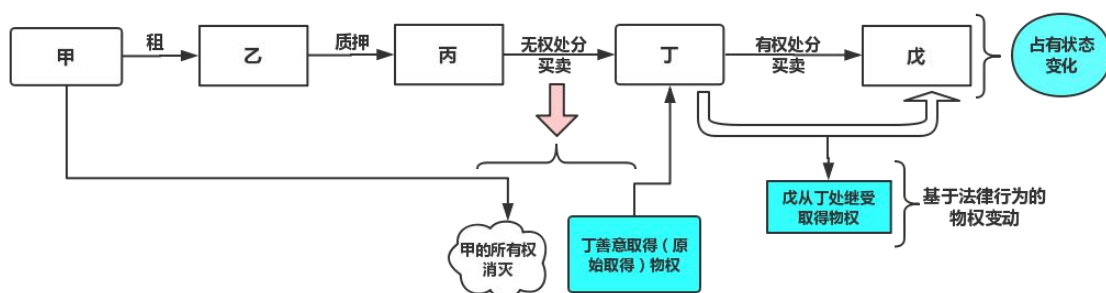 甲
租
乙
质押
丙
无权处分
买卖
丁
有权处分
买卖
戊
占有状态
变化
甲的所有权
消灭
丁善意取得（原
始取得）物权
戊从丁处继受
取得物权
基于法律行为的
物权变动